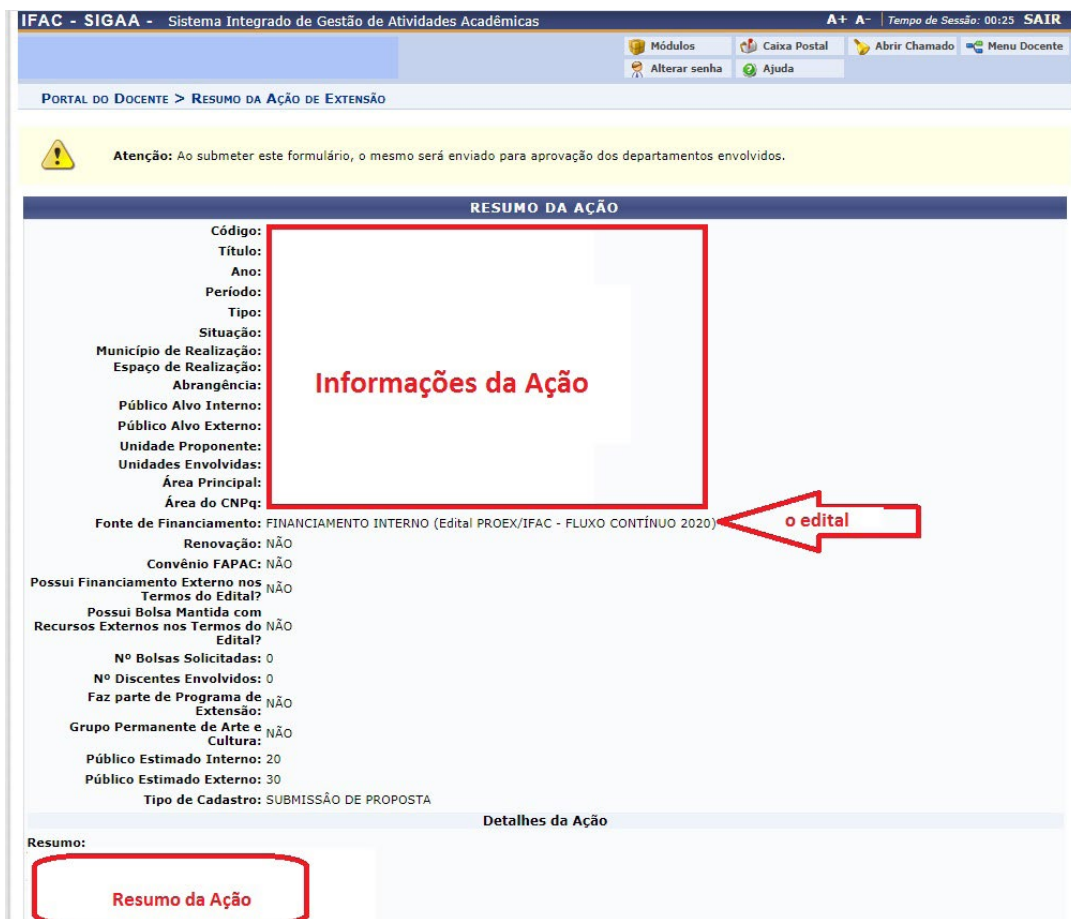 IFAC - SIGAA - Sistema Integrado de Gestão de Atividades Acadêmicas A+ A- | Tempo de Sessão: 00:25 SAIR
Módulos Caixa Postal Abrir Chamado Menu Docente
Alterar senha Ajuda
PORTAL DO DOCENTE > RESUMO DA AÇÃO DE EXTENSÃO
Atenção: Ao submeter este formulário, o mesmo será enviado para aprovação dos departamentos envolvidos.
RESUMO DA AÇÃO
Código:
Título:
Ano:
Período:
Tipo:
Situação:
Município de Realização:
Espaço de Realização:
Abrangência:
Informações da Ação
Público Alvo Interno:
Público Alvo Externo:
Unidade Proponente:
Unidades Envolvidas:
Área Principal:
Área do CNPq:
Fonte de Financiamento: FINANCIAMENTO INTERNO (Edital PROEX/IFAC - FLUXO CONTÍNUO 2020) o edital
Renovação: NÃO
Convênio FAPAC: NÃO
Possui Financiamento Externo nos
Termos do Edital? NÃO
Possui Bolsa Mantida com
Recursos Externos nos Termos do NÃO
Edital?
Nº Bolsas Solicitadas: 0
Nº Discentes Envolvidos: 0
Faz parte de Programa de
Extensão: NÃO
Grupo Permanente de Arte e
Cultura: NÃO
Público Estimado Interno: 20
Público Estimado Externo: 30
Tipo de Cadastro: SUBMISSÂO DE PROPOSTA
Detalhes da Ação
Resumo:
Resumo da Ação